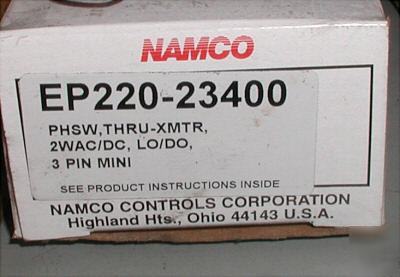 NAMCO
EP220-23400
PHSW,THRU-XMTR,
2WAC/DC, LO/DO,
3 PIN MINI
SEE PRODUCT INSTRUCTIONS INSIDE
NAMCO CONTROLS CORPORATION
Highland Hts., Ohio 44143 U.S.A.